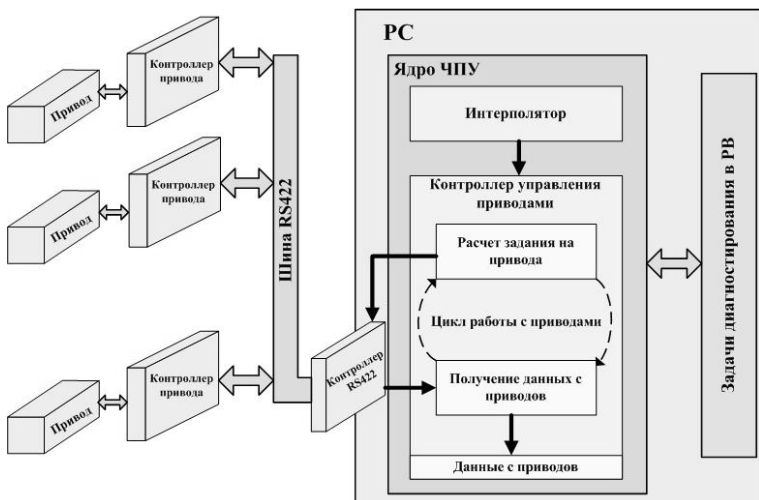 PC
Ядро ЧПУ
Интерполятор
Контроллер управления
приводами
Расчет задания на
привода
Цикл работы с приводами
Получение данных с
приводов
Данные с приводов
Задачи диагностирования в РВ
Контроллер
RS422
Шина RS422
Контроллер
привода
Привод
Контроллер
привода
Привод
Контроллер
привода
Привод